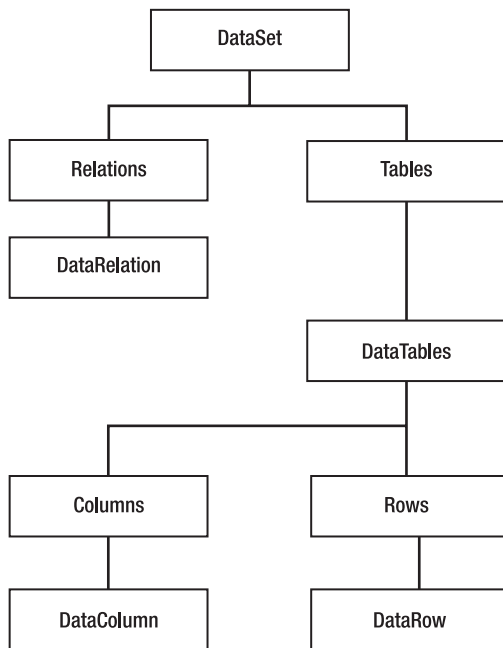 DataSet
Relations
Tables
DataRelation
DataTables
Columns
Rows
DataColumn
DataRow